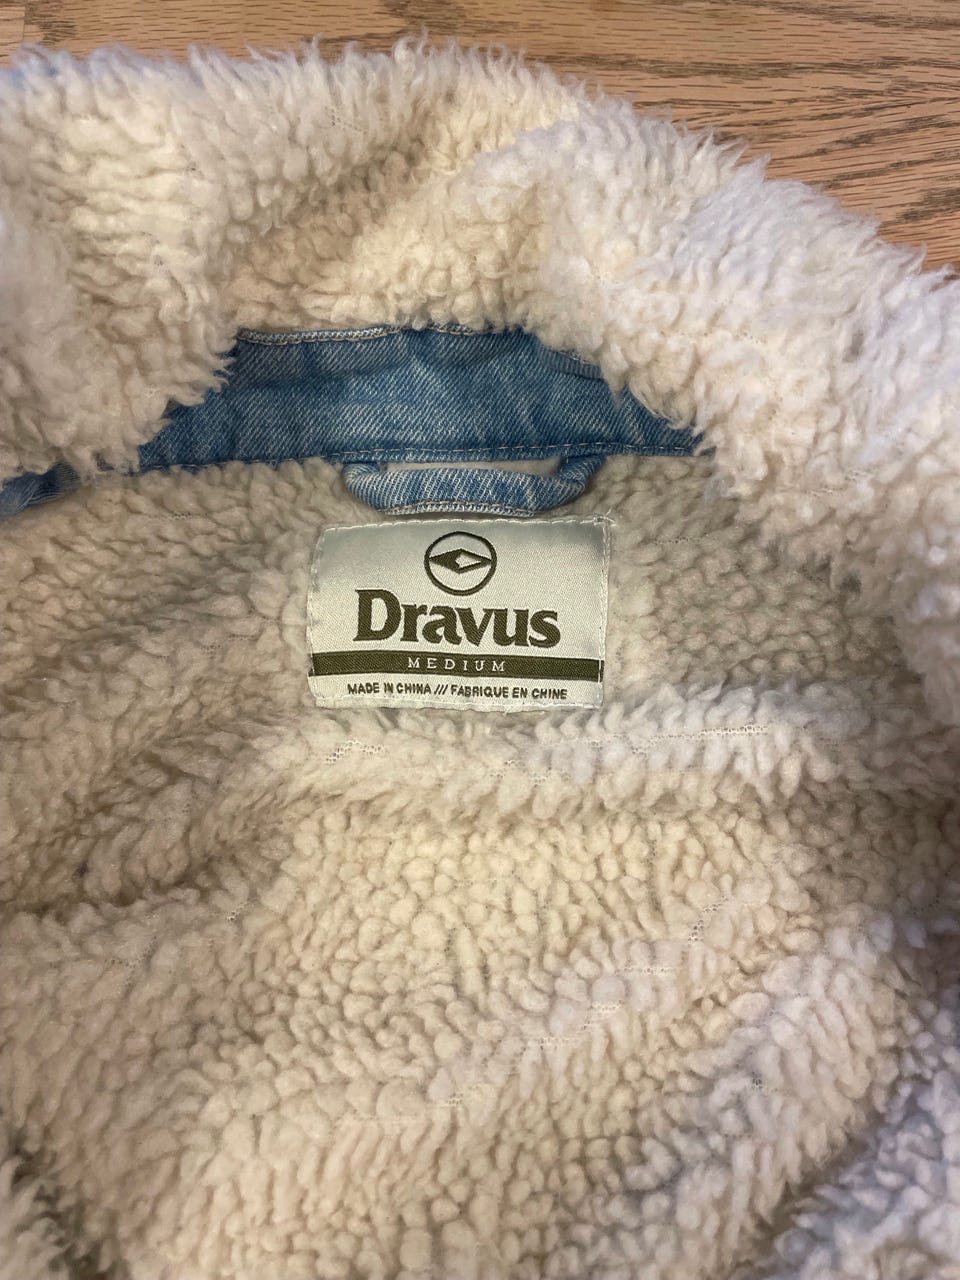 Dravus
MEDIUM
MADE IN CHINA /// FABRIQUE EN CHINE